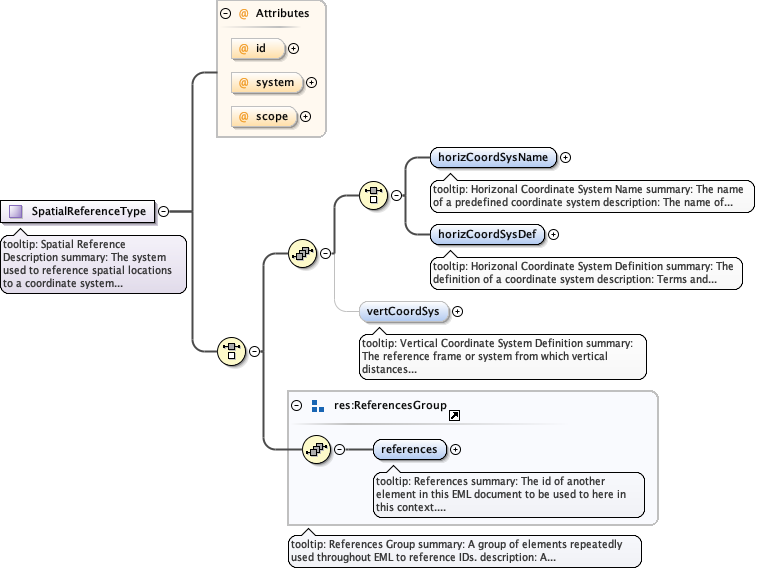 Attributes
@ id
@ system
@ scope
SpatialReferenceType
tooltip: Spatial Reference
Description summary: The system
used to reference spatial locations
to a coordinate system...
horizCoordSysName
tooltip: Horizonal Coordinate System Name summary: The name
of a predefined coordinate system description: The name of...
horizCoordSysDef
tooltip: Horizonal Coordinate System Definition summary: The
definition of a coordinate system description: Terms and...
vertCoordSys
tooltip: Vertical Coordinate System Definition summary:
The reference frame or system from which vertical
distances...
res:ReferencesGroup
references
tooltip: References summary: The id of another
element in this EML document to be used to here in
this context....
tooltip: References Group summary: A group of elements repeatedly
used throughout EML to reference IDs. description: A...